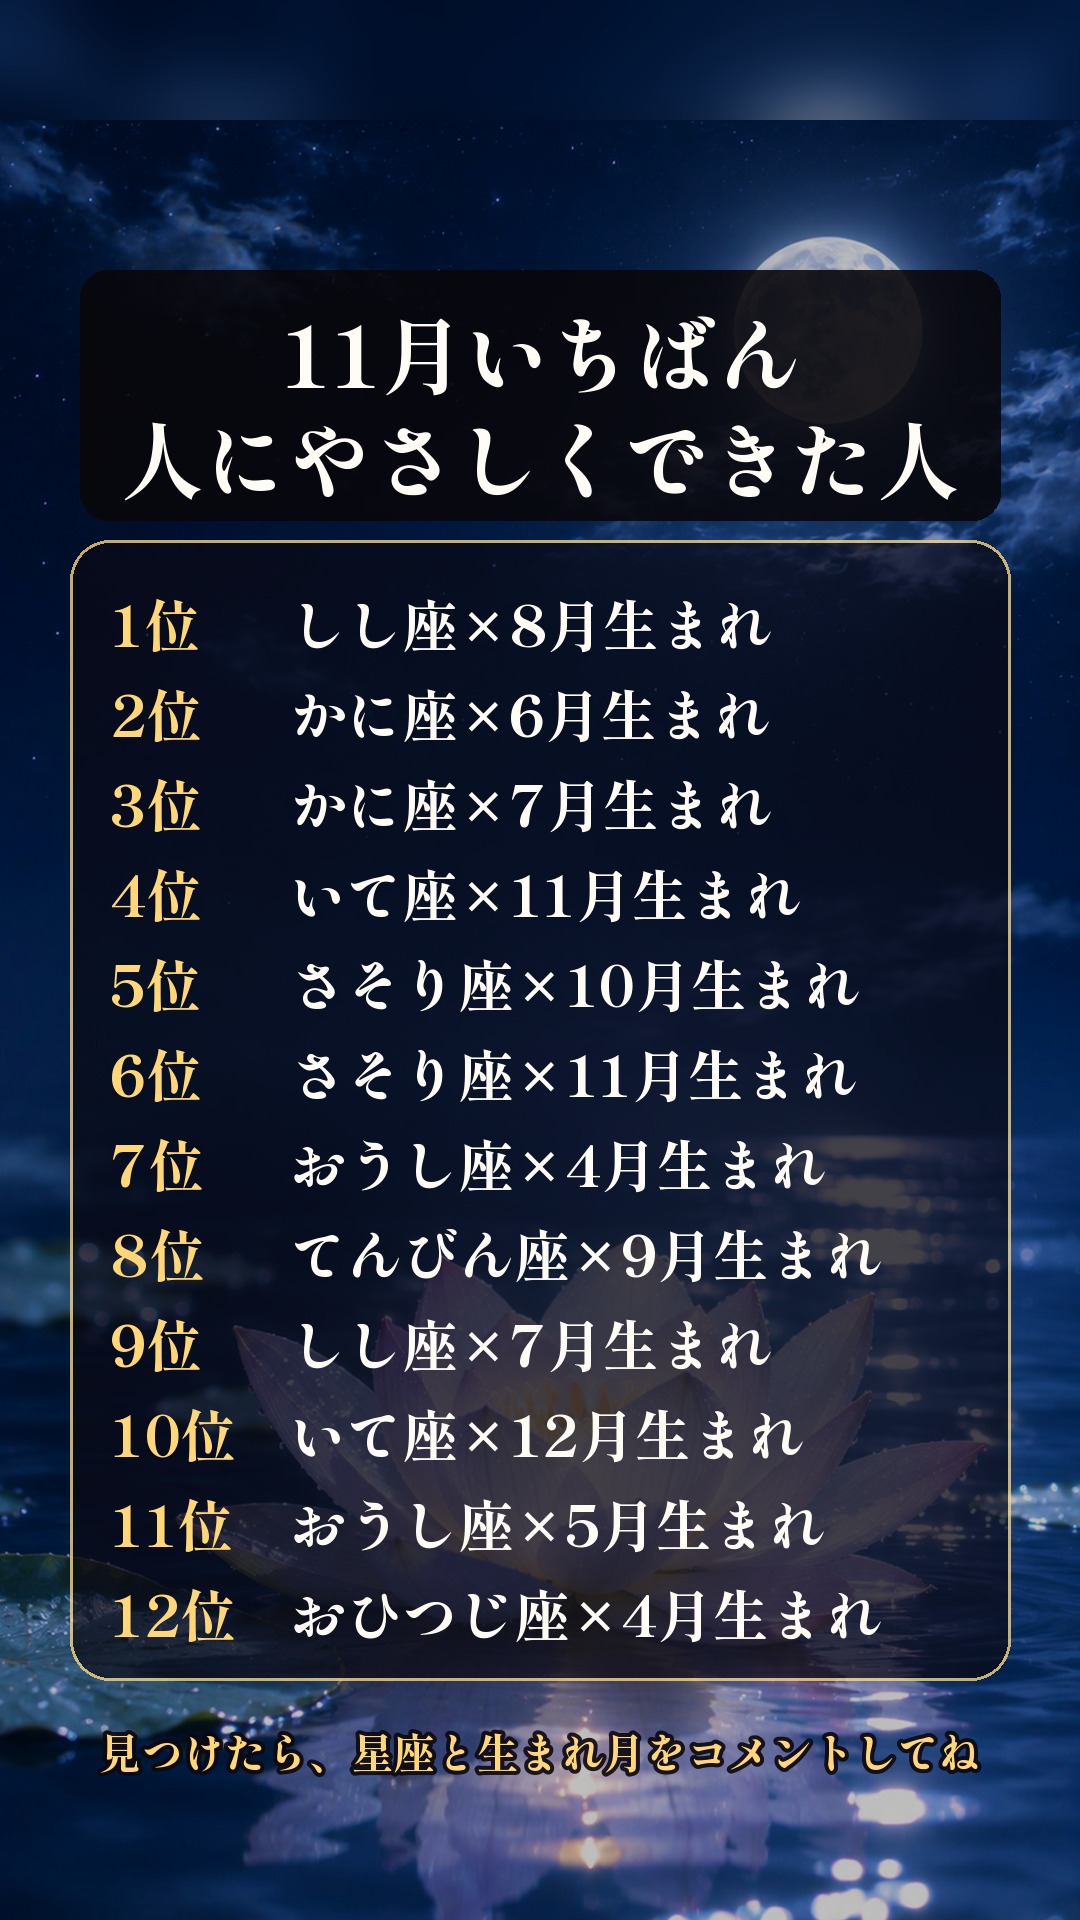 11月いちばん
人にやさしくできた人
1位 しし座×8月生まれ
2位 かに座×6月生まれ
3位 かに座×7月生まれ
4位 いて座×11月生まれ
5位 さそり座×10月生まれ
6位 さそり座×11月生まれ
7位 おうし座×4月生まれ
8位 てんびん座×9月生まれ
9位 しし座×7月生まれ
10位 いて座×12月生まれ
11位 おうし座×5月生まれ
12位 おひつじ座×4月生まれ
見つけたら、星座と生まれ月をコメントしてね